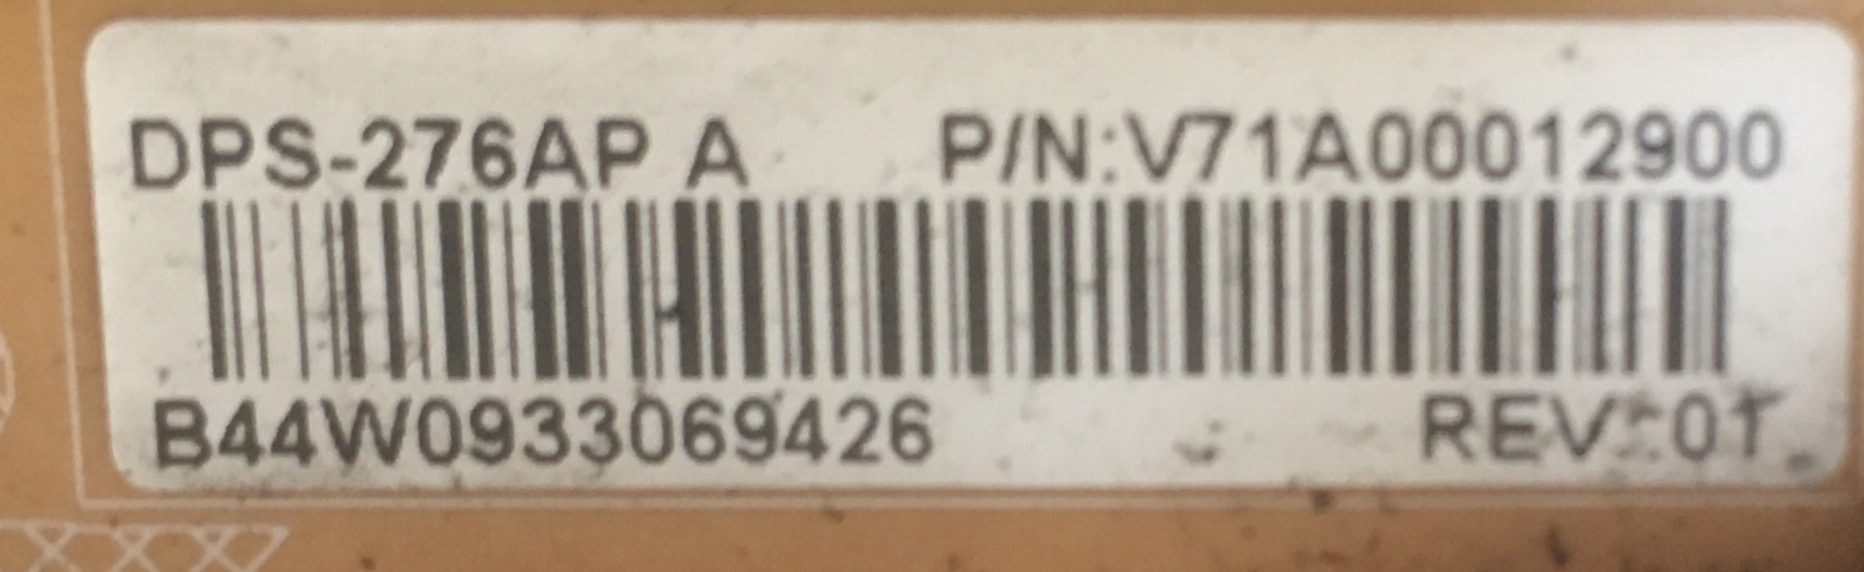 DPS-276AP A P/N:V71A00012900
B44W0933069426 REV:01